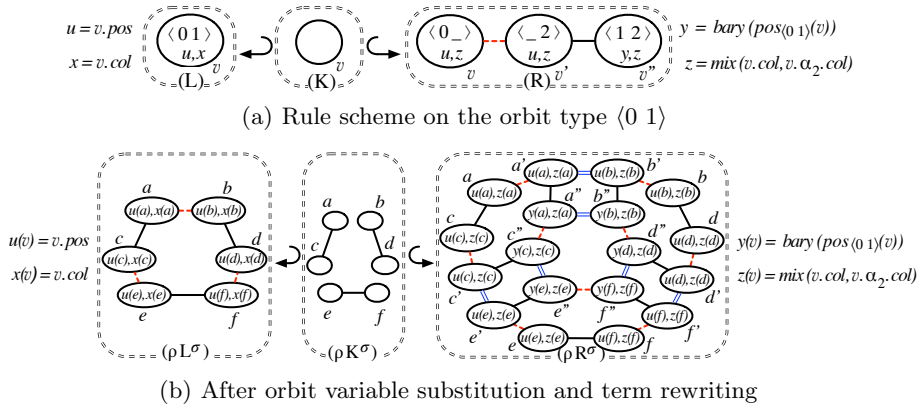 u = v.pos
x = v.col
⟨0 1⟩
u,x
v
(L)
v
(K)
⟨0 _⟩
u,z
v
⟨_ 2⟩
u,z
v'
⟨1 2⟩
y,z
v"
(R)
y = bary (pos⟨0 1⟩(v))
z = mix (v.col, v.α2.col)
(a) Rule scheme on the orbit type ⟨0 1⟩
u(v) = v.pos
x(v) = v.col
a b
u(a),x(a) u(b),x(b)
c d
u(c),x(c) u(d),x(d)
u(e),x(e) u(f),x(f)
e f
(ρLσ)
a b
c d
e f
(ρKσ)
a' b'
a u(a),z(a) u(b),z(b) b
u(a),z(a) a" b" u(b),z(b)
y(a),z(a) y(b),z(b)
c c" d" d
u(c),z(c) y(c),z(c) y(d),z(d) u(d),z(d)
u(c),z(c) y(e),z(e) y(f),z(f) u(d),z(d)
c' e" f" d'
u(e),z(e) u(f),z(f)
e' f'
e u(e),z(e) u(f),z(f) f
(ρRσ)
y(v) = bary (pos⟨0 1⟩(v))
z(v) = mix (v.col, v.α2.col)
(b) After orbit variable substitution and term rewriting